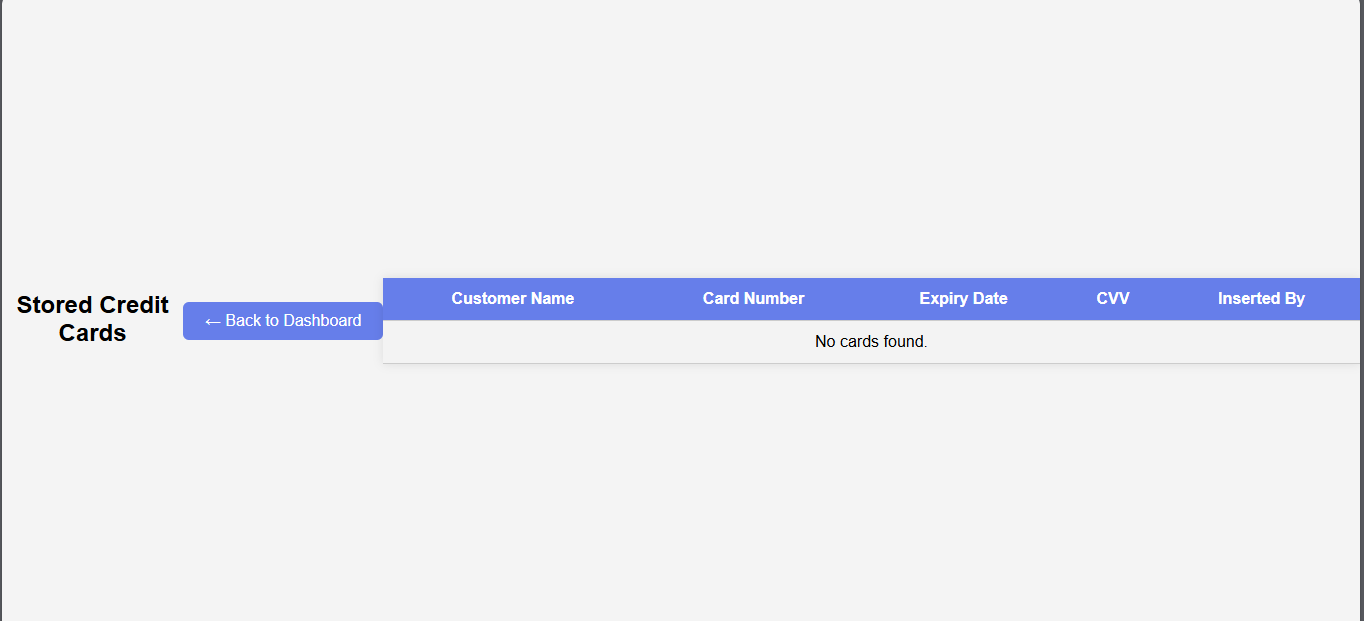 Stored Credit
Cards
← Back to Dashboard
Customer Name Card Number Expiry Date CVV Inserted By
No cards found.